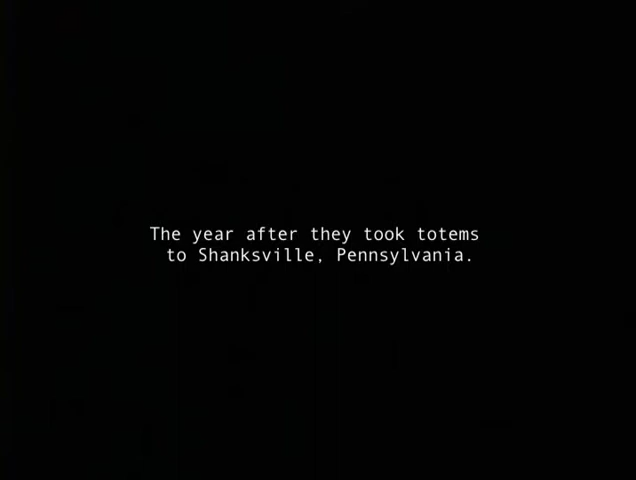 The year after they took totems
to Shanksville, Pennsylvania.